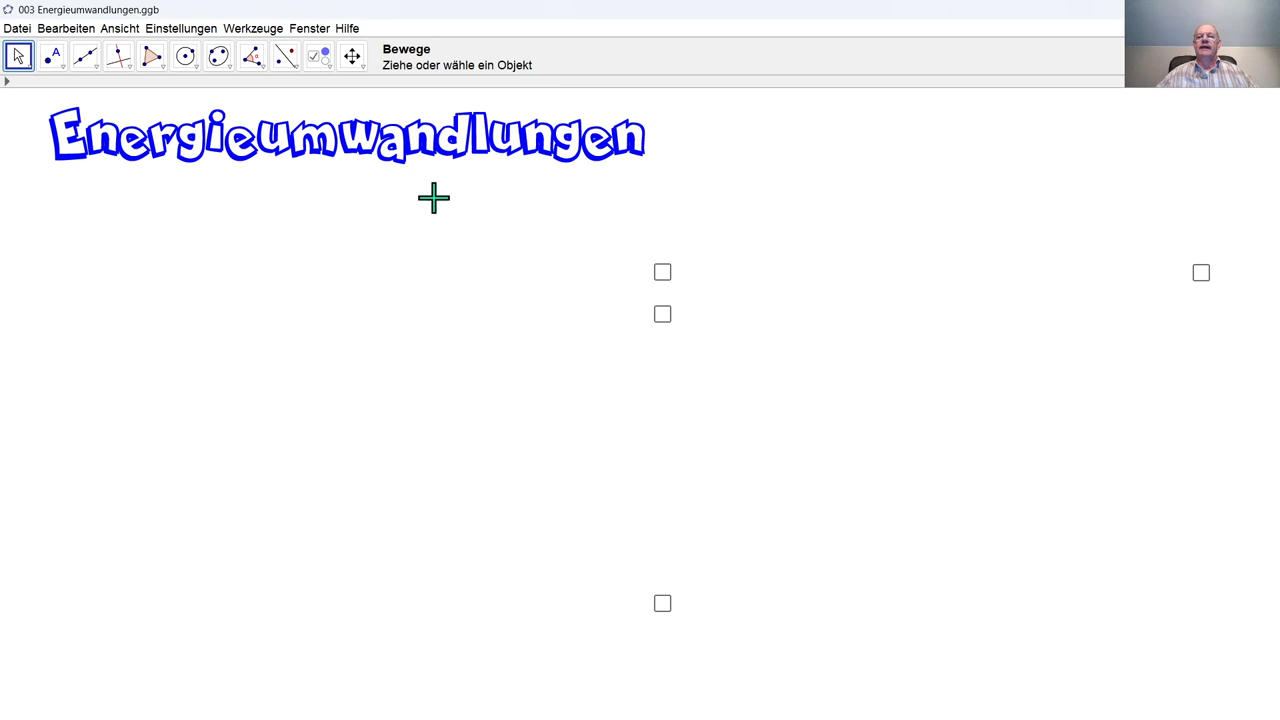 003 Energieumwandlungen.ggb
Datei Bearbeiten Ansicht Einstellungen Werkzeuge Fenster Hilfe
A
Bewege
Ziehe oder wähle ein Objekt
Energieumwandlungen